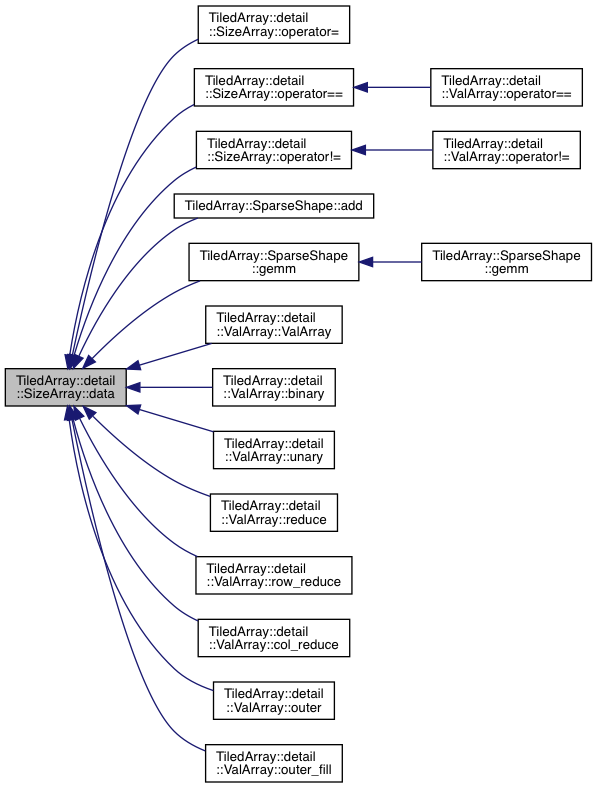 TiledArray::detail
::SizeArray::operator=
TiledArray::detail
::SizeArray::operator==
TiledArray::detail
::ValArray::operator==
TiledArray::detail
::SizeArray::operator!=
TiledArray::detail
::ValArray::operator!=
TiledArray::SparseShape::add
TiledArray::SparseShape
::gemm
TiledArray::SparseShape
::gemm
TiledArray::detail
::ValArray::ValArray
TiledArray::detail
::SizeArray::data
TiledArray::detail
::ValArray::binary
TiledArray::detail
::ValArray::unary
TiledArray::detail
::ValArray::reduce
TiledArray::detail
::ValArray::row_reduce
TiledArray::detail
::ValArray::col_reduce
TiledArray::detail
::ValArray::outer
TiledArray::detail
::ValArray::outer_fill